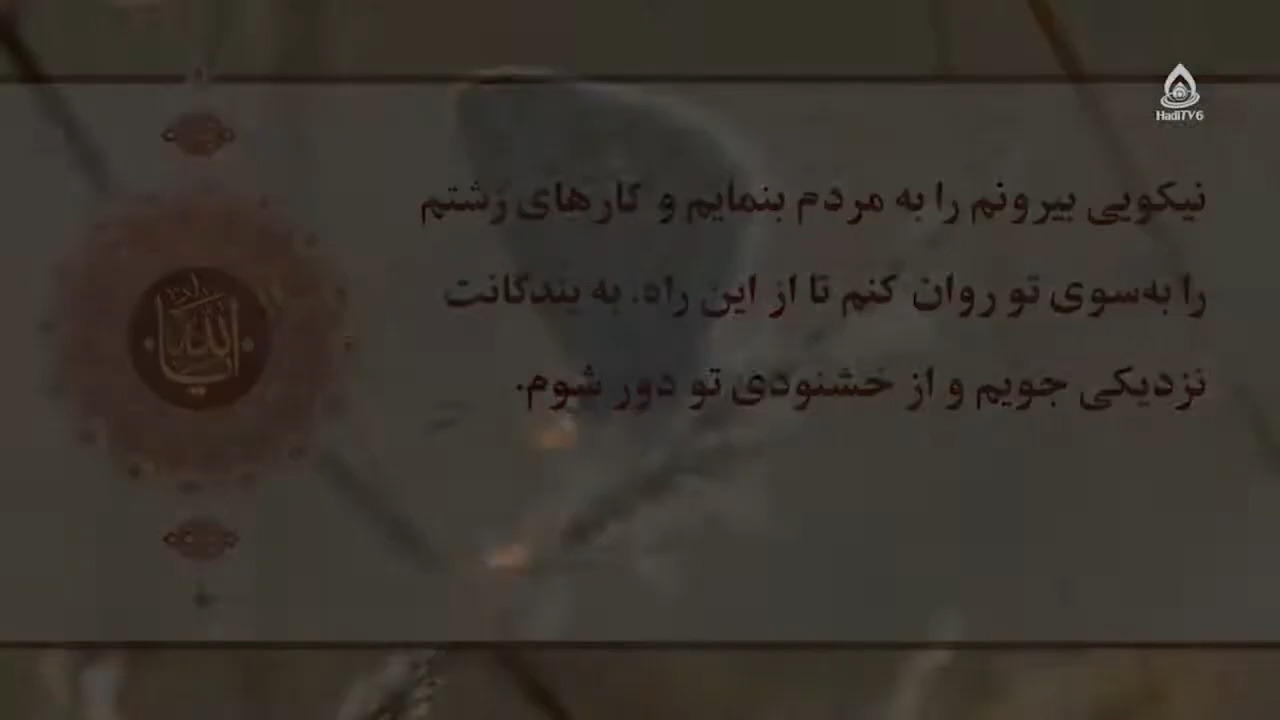 HadiTV6
نیکویی بیرونم را به مردم بنمایم و کارهای زشتم
را به‌سوی تو روان کنم تا از این راه، به بندگانت
نزدیکی جویم و از خشنودی تو دور شوم.